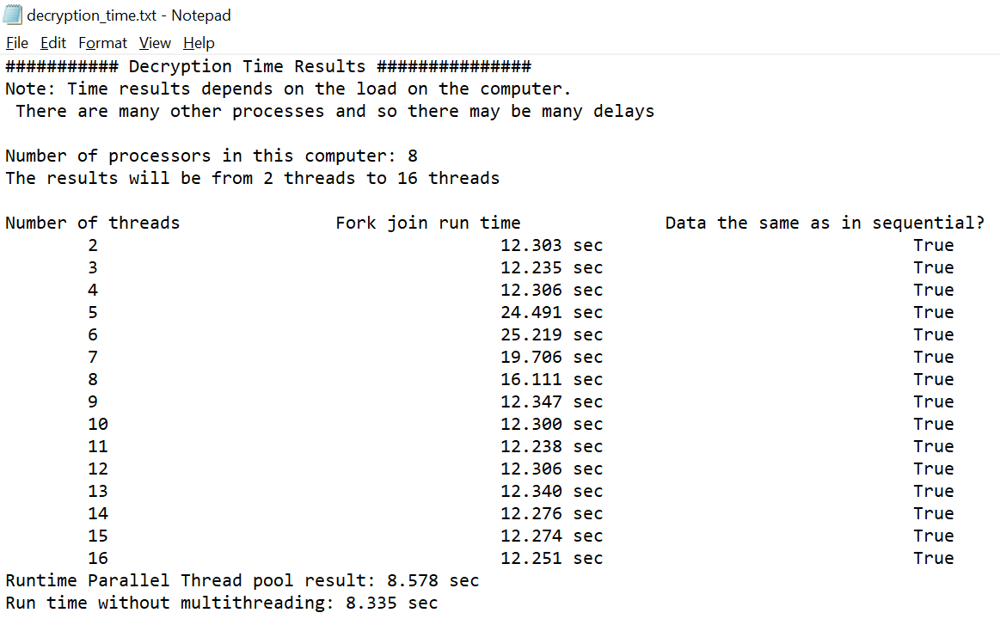 decryption_time.txt - Notepad
File Edit Format View Help
########### Decryption Time Results ###############
Note: Time results depends on the load on the computer.
There are many other processes and so there may be many delays
Number of processors in this computer: 8
The results will be from 2 threads to 16 threads
Number of threads Fork join run time Data the same as in sequential?
2 12.303 sec True
3 12.235 sec True
4 12.306 sec True
5 24.491 sec True
6 25.219 sec True
7 19.706 sec True
8 16.111 sec True
9 12.347 sec True
10 12.300 sec True
11 12.238 sec True
12 12.306 sec True
13 12.340 sec True
14 12.276 sec True
15 12.274 sec True
16 12.251 sec True
Runtime Parallel Thread pool result: 8.578 sec
Run time without multithreading: 8.335 sec